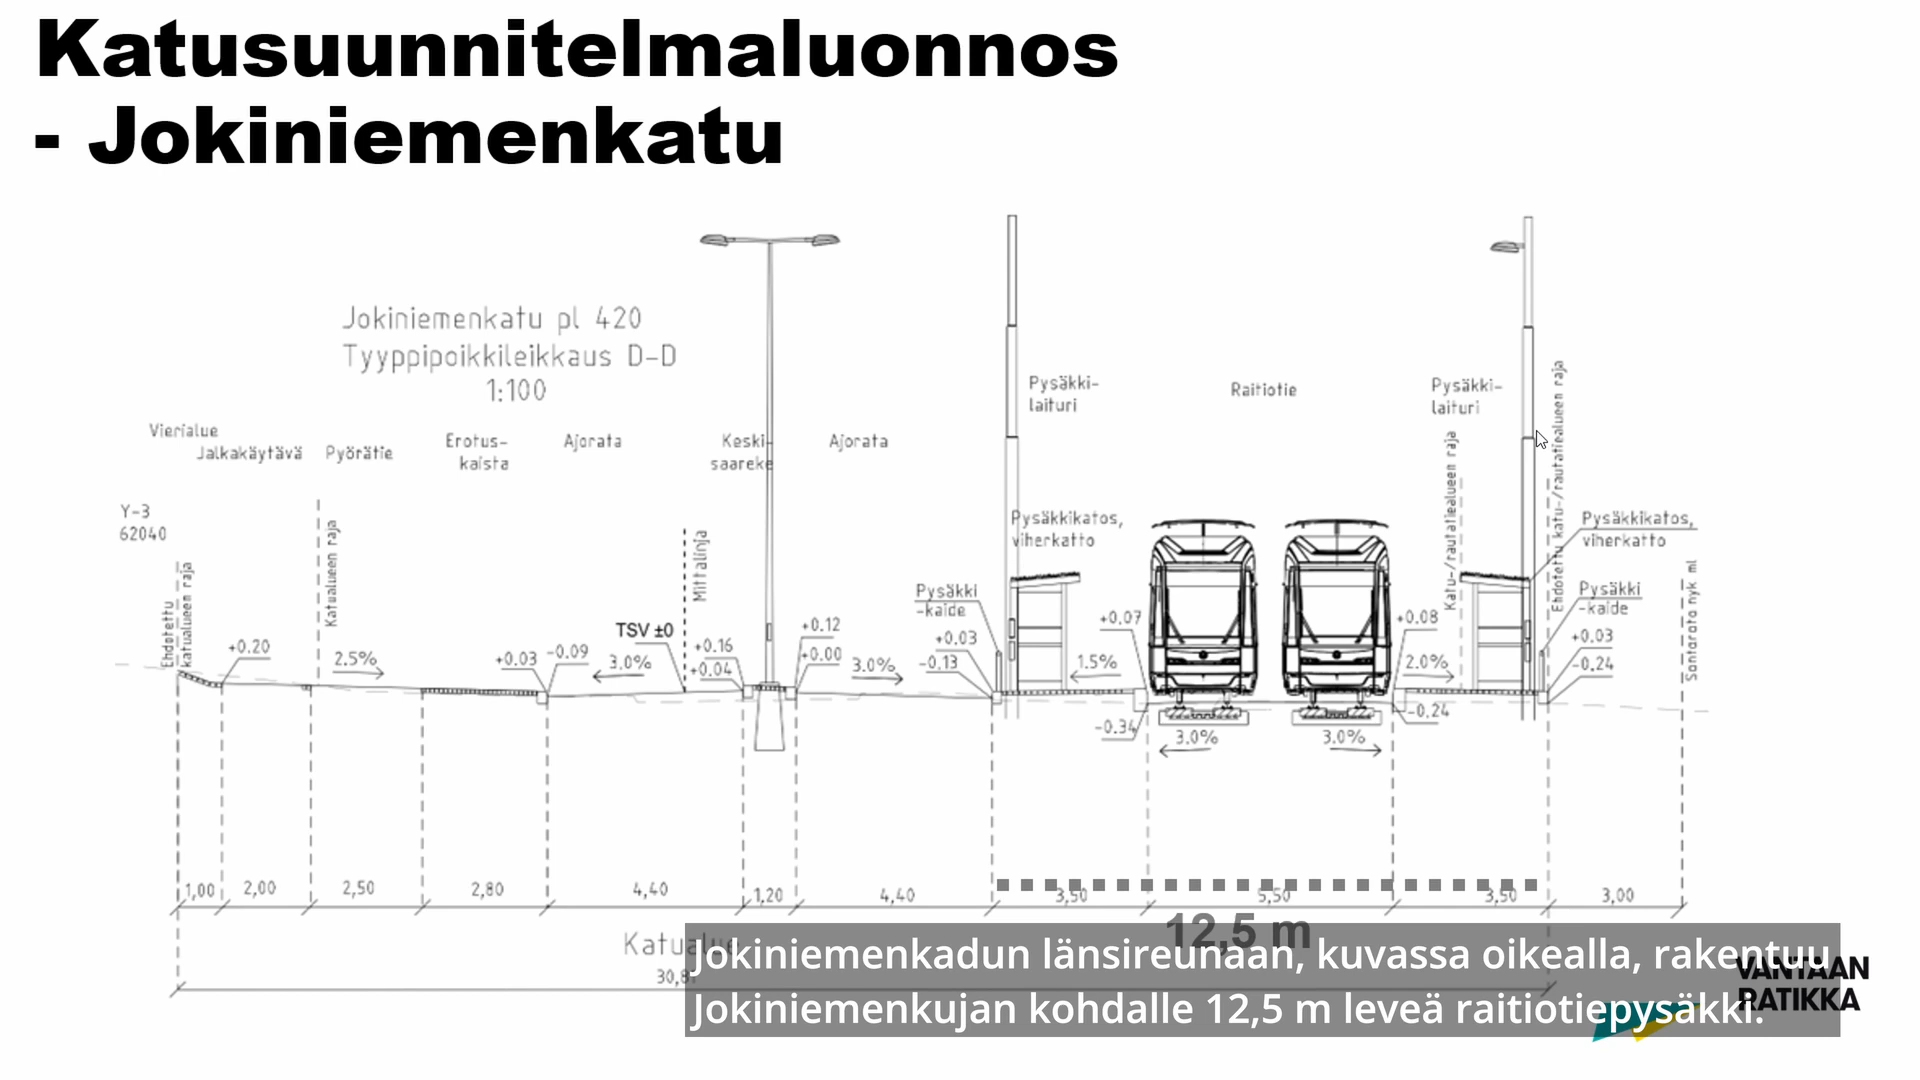 Katusuunnitelmaluonnos
- Jokiniemenkatu
Jokiniemenkatu pl 420
Tyyppipoikkileikkaus D-D
1:100
Vierialue
Jalkakäytävä
Pyörätie
Erotus-
kaista
Ajorata
Keski-
saareke
Ajorata
Pysäkki-
laituri
Raitiotie
Pysäkki-
laituri
Y-3
62040
Ehdotettu
katualueen raja
Katualueen raja
Mittalinja
TSV ±0
Pysäkkikatos,
viherkatto
Pysäkki
-kaide
Katu-/rautatiealueen raja
Ehdotettu katu-/rautatiealueen raja
Pysäkkikatos,
viherkatto
Pysäkki
-kaide
Santarata nyk ml
+0.20
2.5%
+0.03
-0.09
3.0%
+0.16
+0.04
+0.12
+0.00
3.0%
+0.03
-0.13
1.5%
+0.07
-0.34
3.0%
3.0%
+0.08
2.0%
-0.24
+0.03
-0.24
1,00
2,00
2,50
2,80
4,40
1,20
4,40
3,50
5,50
3,50
3,00
12,5 m
Katualue
30,8
Jokiniemenkadun länsireunaan, kuvassa oikealla, rakentuu
Jokiniemenkujan kohdalle 12,5 m leveä raitiotiepysäkki.
VANTAAN
RATIKKA